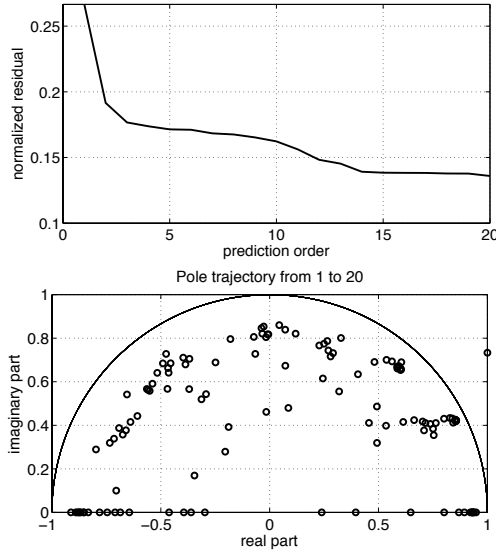 0.25
0.2
0.15
0.1
normalized residual
0 5 10 15 20
prediction order
Pole trajectory from 1 to 20
1
0.8
0.6
0.4
0.2
0
imaginary part
−1 −0.5 0 0.5 1
real part